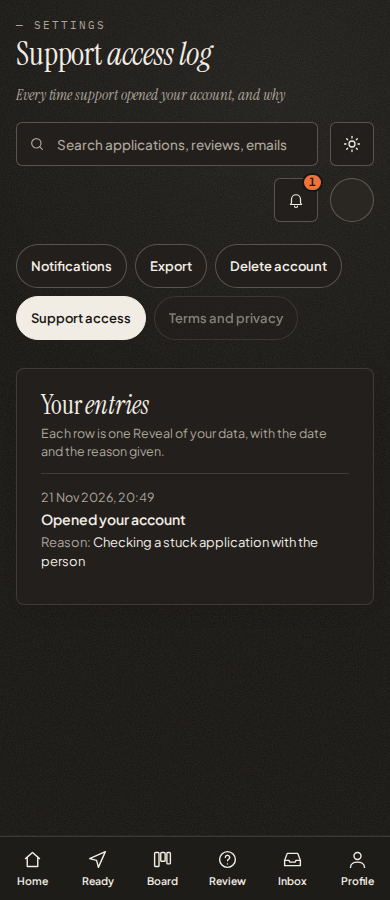 — SETTINGS
Support access log
Every time support opened your account, and why
Search applications, reviews, emails
1
Notifications
Export
Delete account
Support access
Terms and privacy
Your entries
Each row is one Reveal of your data, with the date
and the reason given.
21 Nov 2026, 20:49
Opened your account
Reason: Checking a stuck application with the
person
Home
Ready
Board
Review
Inbox
Profile